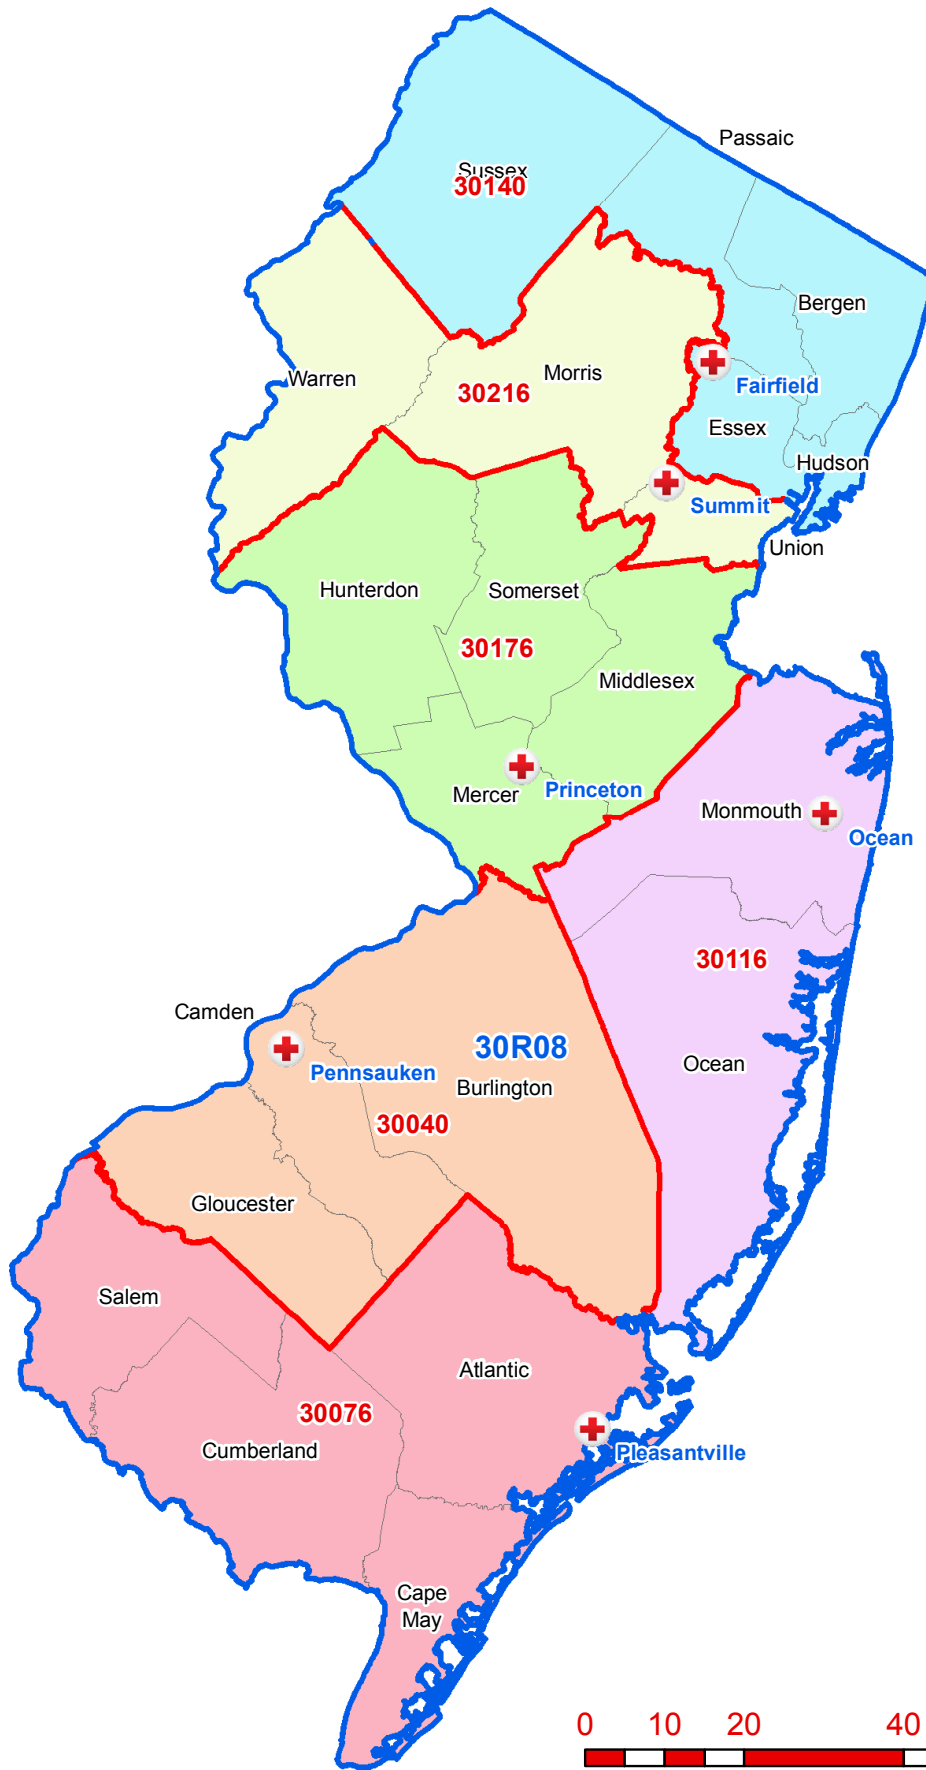 Passaic
Sussex
30140
Bergen
Warren
Morris
30216
Fairfield
Essex
Hudson
Summit
Union
Hunterdon
Somerset
30176
Middlesex
Mercer
Princeton
Monmouth
Ocean
30116
Camden
30R08
Pennsauken
Ocean
Burlington
30040
Gloucester
Salem
Atlantic
30076
Cumberland
Pleasantville
Cape
May
0 10 20 40